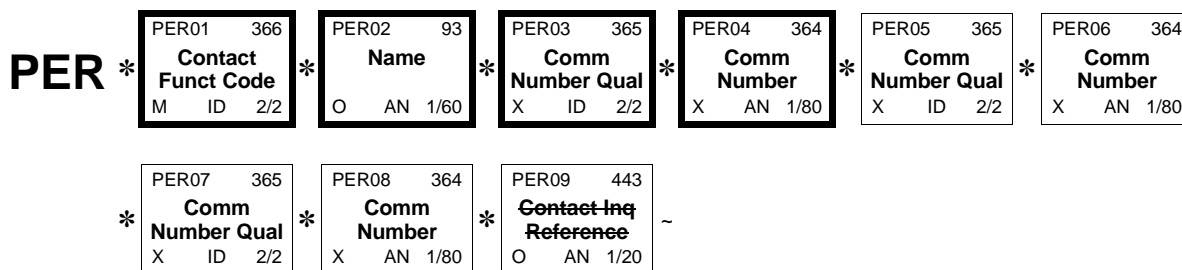 PER * PER01 366 * PER02 93 * PER03 365 * PER04 364 * PER05 365 * PER06 364
Contact Name Comm Comm Comm Comm
Funct Code Number Qual Number Number Qual Number
M ID 2/2 O AN 1/60 X ID 2/2 X AN 1/80 X ID 2/2 X AN 1/80
* PER07 365 * PER08 364 * PER09 443 ~
Comm Comm Contact Inq
Number Qual Number Reference
X ID 2/2 X AN 1/80 O AN 1/20